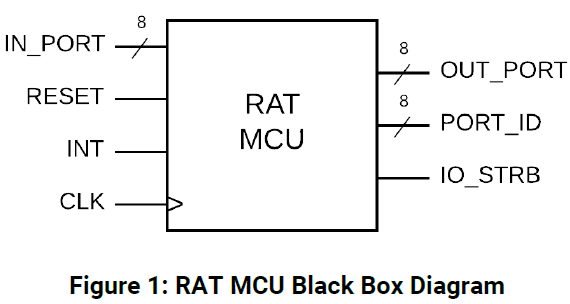 8
IN_PORT
RESET
INT
CLK
RAT
MCU
8
OUT_PORT
8
PORT_ID
IO_STRB
Figure 1: RAT MCU Black Box Diagram